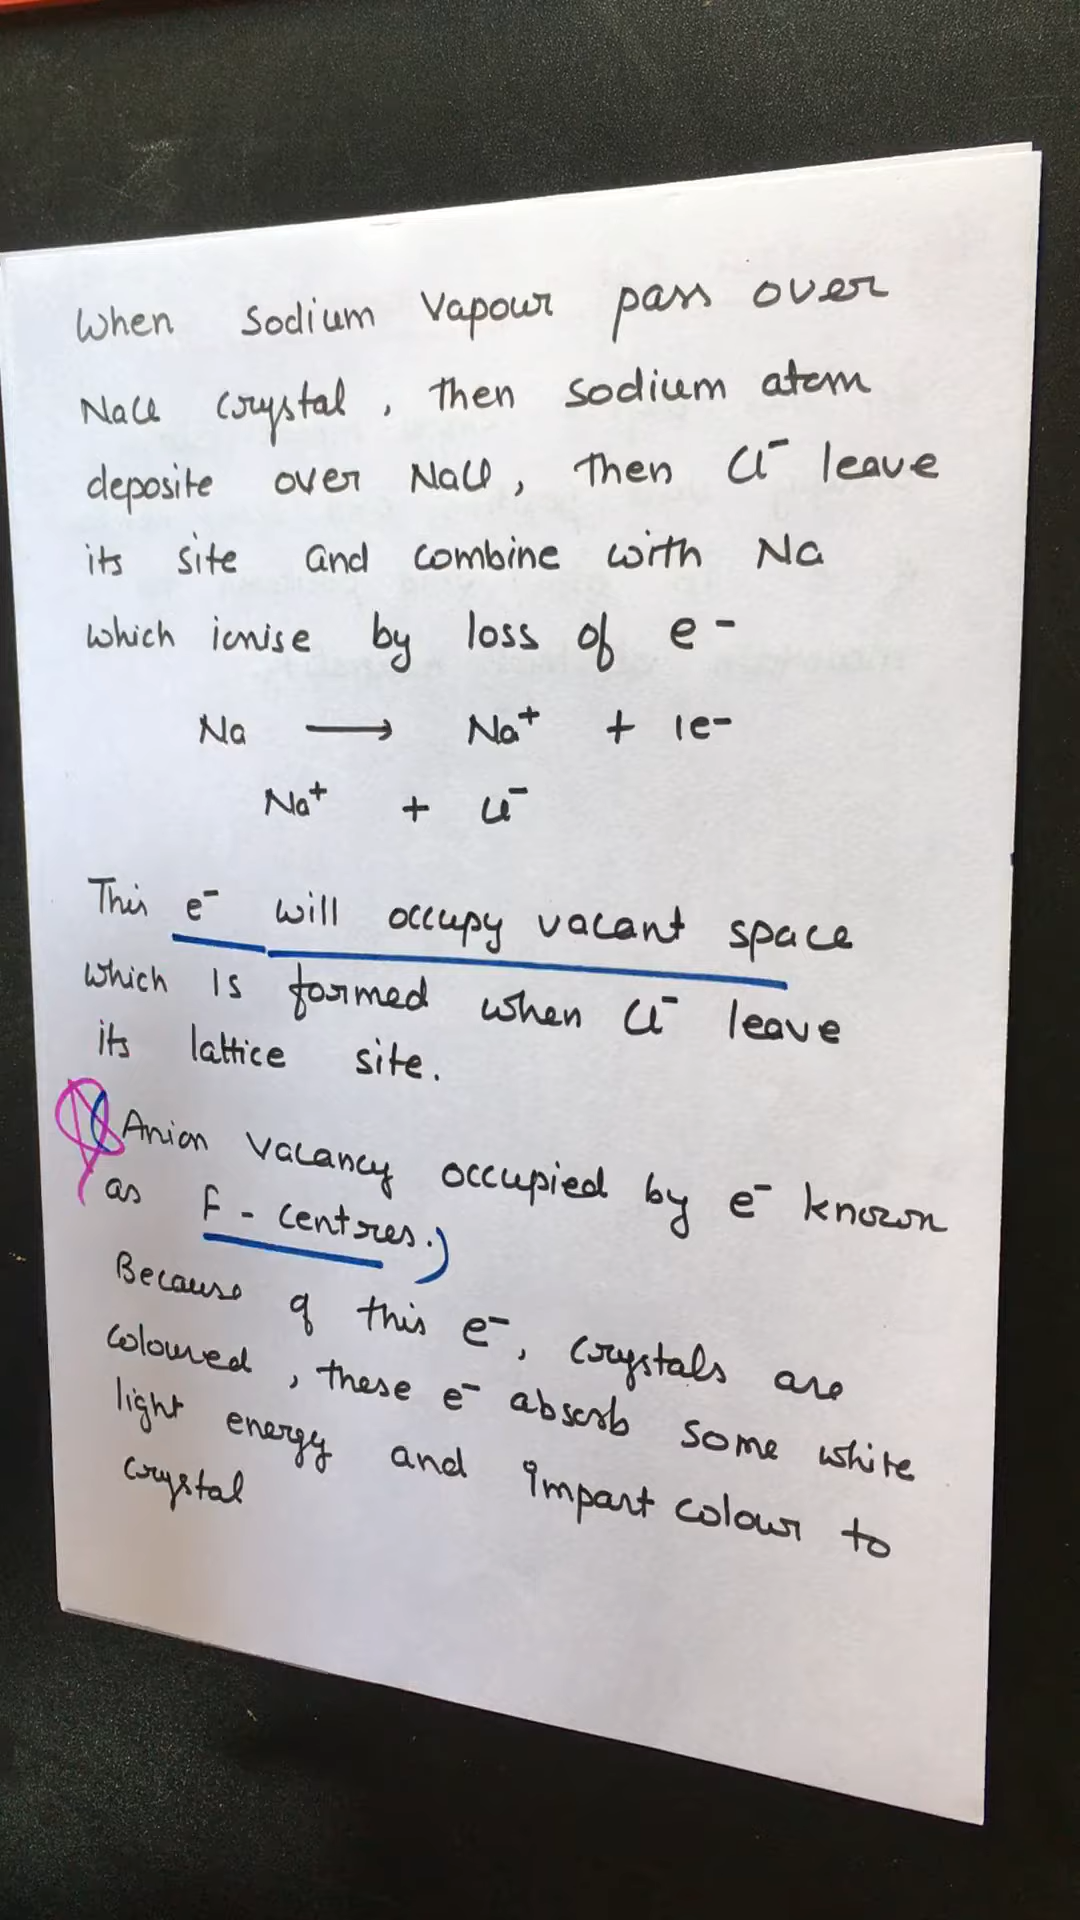 When sodium Vapour pass over
NaCl crystal, then sodium atom
deposite over NaCl, then Cl⁻ leave
its site and combine with Na
which ionise by loss of e⁻
Na ⟶ Na⁺ + 1e⁻
Na⁺ + Cl⁻
This e⁻ will occupy vacant space
which is formed when Cl⁻ leave
its lattice site.
(Anion vacancy occupied by e⁻ known
as F-centres.)
Because of this e⁻, crystals are
coloured, these e⁻ absorb some white
light energy and impart colour to
crystal